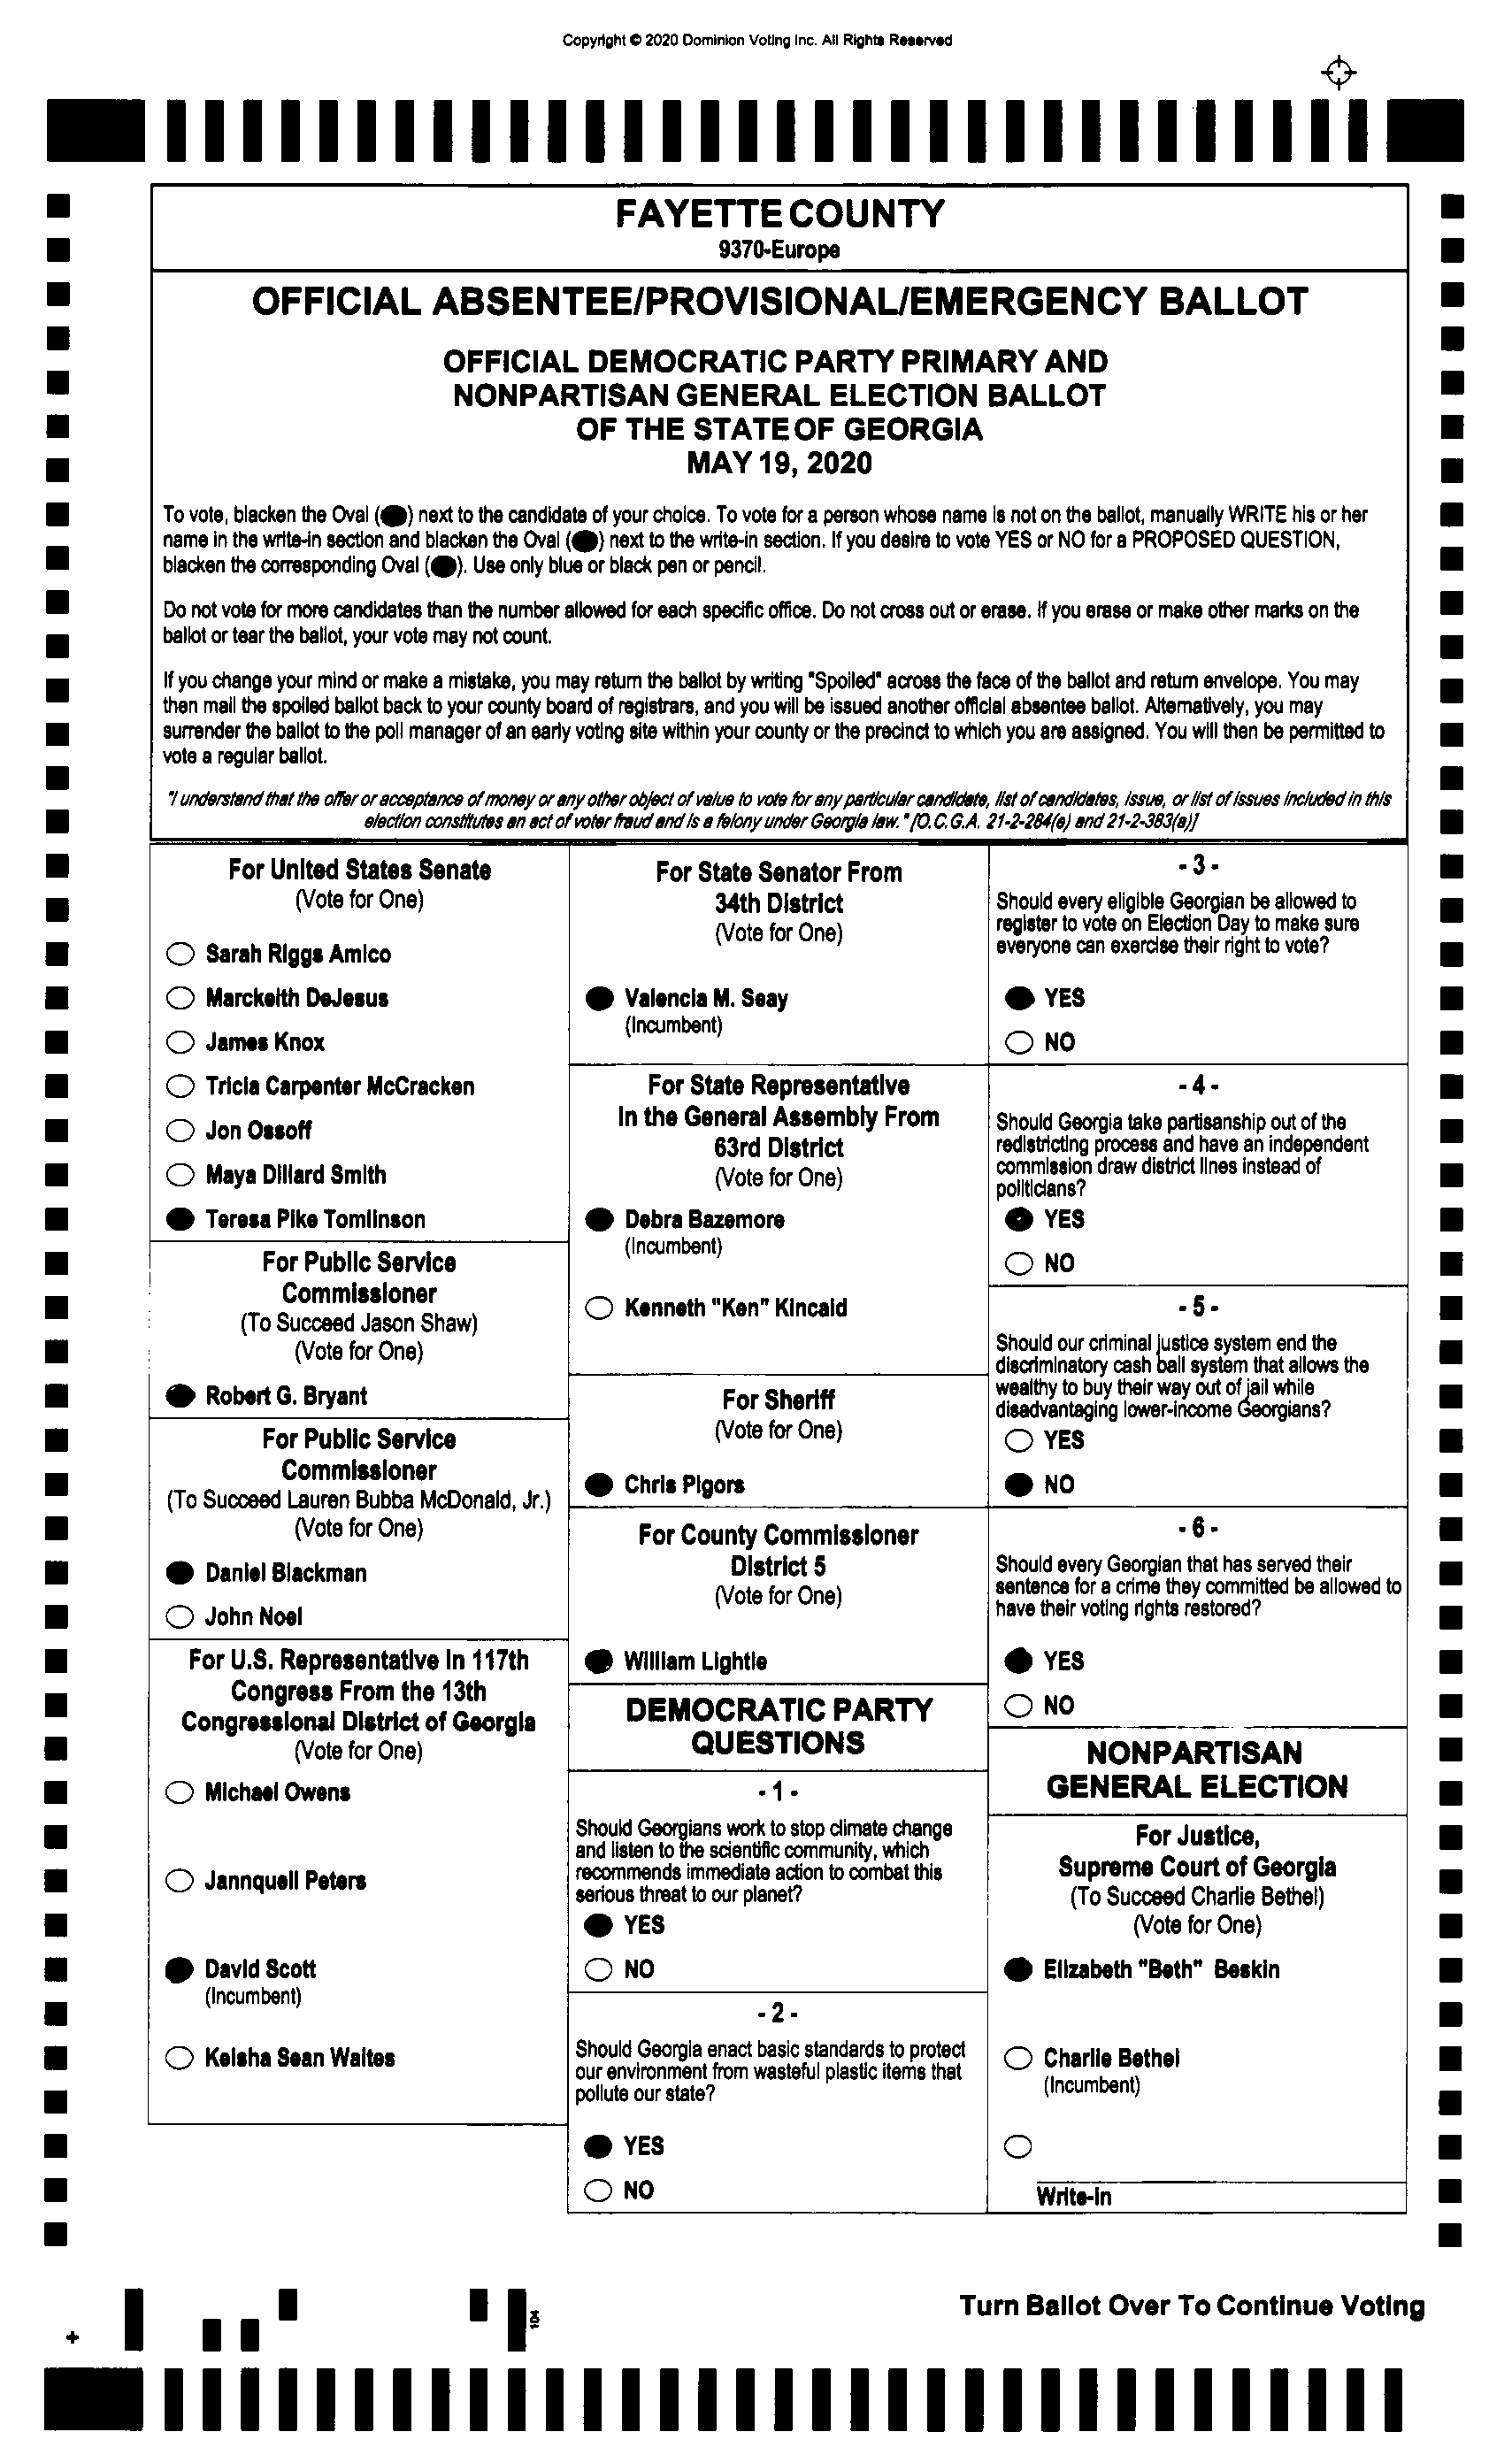 Copyright © 2020 Dominion Voting Inc. All Rights Reserved
FAYETTE COUNTY
9370-Europe
OFFICIAL ABSENTEE/PROVISIONAL/EMERGENCY BALLOT
OFFICIAL DEMOCRATIC PARTY PRIMARY AND
NONPARTISAN GENERAL ELECTION BALLOT
OF THE STATE OF GEORGIA
MAY 19, 2020
To vote, blacken the Oval (●) next to the candidate of your choice. To vote for a person whose name is not on the ballot, manually WRITE his or her
name in the write-in section and blacken the Oval (●) next to the write-in section. If you desire to vote YES or NO for a PROPOSED QUESTION,
blacken the corresponding Oval (●). Use only blue or black pen or pencil.
Do not vote for more candidates than the number allowed for each specific office. Do not cross out or erase. If you erase or make other marks on the
ballot or tear the ballot, your vote may not count.
If you change your mind or make a mistake, you may return the ballot by writing "Spoiled" across the face of the ballot and return envelope. You may
then mail the spoiled ballot back to your county board of registrars, and you will be issued another official absentee ballot. Alternatively, you may
surrender the ballot to the poll manager of an early voting site within your county or the precinct to which you are assigned. You will then be permitted to
vote a regular ballot.
"I understand that the offer or acceptance of money or any other object of value to vote for any particular candidate, list of candidates, issue, or list of issues included in this
election constitutes an act of voter fraud and is a felony under Georgia law." [O.C.G.A. 21-2-284(e) and 21-2-383(a)]
For United States Senate
(Vote for One)
Sarah Riggs Amico
Marckeith DeJesus
James Knox
Tricia Carpenter McCracken
Jon Ossoff
Maya Dillard Smith
Teresa Pike Tomlinson
For Public Service
Commissioner
(To Succeed Jason Shaw)
(Vote for One)
Robert G. Bryant
For Public Service
Commissioner
(To Succeed Lauren Bubba McDonald, Jr.)
(Vote for One)
Daniel Blackman
John Noel
For U.S. Representative in 117th
Congress From the 13th
Congressional District of Georgia
(Vote for One)
Michael Owens
Jannquell Peters
David Scott
(Incumbent)
Keisha Sean Waites
For State Senator From
34th District
(Vote for One)
Valencia M. Seay
(Incumbent)
For State Representative
In the General Assembly From
63rd District
(Vote for One)
Debra Bazemore
(Incumbent)
Kenneth "Ken" Kincaid
For Sheriff
(Vote for One)
Chris Pigors
For County Commissioner
District 5
(Vote for One)
William Lightle
DEMOCRATIC PARTY
QUESTIONS
- 1 -
Should Georgians work to stop climate change
and listen to the scientific community, which
recommends immediate action to combat this
serious threat to our planet?
YES
NO
- 2 -
Should Georgia enact basic standards to protect
our environment from wasteful plastic items that
pollute our state?
YES
NO
- 3 -
Should every eligible Georgian be allowed to
register to vote on Election Day to make sure
everyone can exercise their right to vote?
YES
NO
- 4 -
Should Georgia take partisanship out of the
redistricting process and have an independent
commission draw district lines instead of
politicians?
YES
NO
- 5 -
Should our criminal justice system end the
discriminatory cash bail system that allows the
wealthy to buy their way out of jail while
disadvantaging lower-income Georgians?
YES
NO
- 6 -
Should every Georgian that has served their
sentence for a crime they committed be allowed to
have their voting rights restored?
YES
NO
NONPARTISAN
GENERAL ELECTION
For Justice,
Supreme Court of Georgia
(To Succeed Charlie Bethel)
(Vote for One)
Elizabeth "Beth" Beskin
Charlie Bethel
(Incumbent)
Write-in
104
Turn Ballot Over To Continue Voting